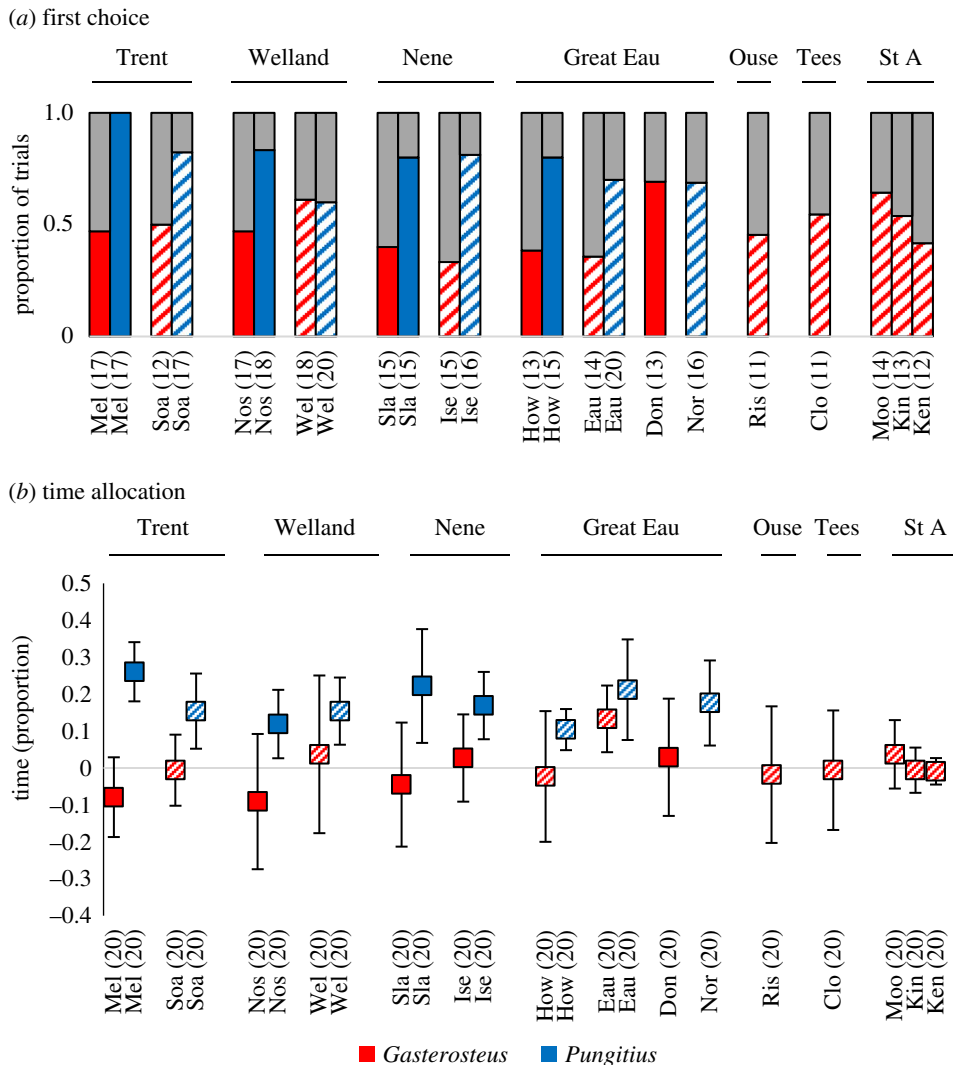 (a) first choice
Trent Welland Nene Great Eau Ouse Tees St A
proportion of trials
1.0
0.5
0
Mel (17) Mel (17) Soa (12) Soa (17) Nos (17) Nos (18) Wel (18) Wel (20) Sla (15) Sla (15) Ise (15) Ise (16) How (13) How (15) Eau (14) Eau (20) Don (13) Nor (16) Ris (11) Clo (11) Moo (14) Kin (13) Ken (12)
(b) time allocation
Trent Welland Nene Great Eau Ouse Tees St A
time (proportion)
0.5
0.4
0.3
0.2
0.1
0
–0.1
–0.2
–0.3
–0.4
Mel (20) Mel (20) Soa (20) Soa (20) Nos (20) Nos (20) Wel (20) Wel (20) Sla (20) Sla (20) Ise (20) Ise (20) How (20) How (20) Eau (20) Eau (20) Don (20) Nor (20) Ris (20) Clo (20) Moo (20) Kin (20) Ken (20)
Gasterosteus Pungitius